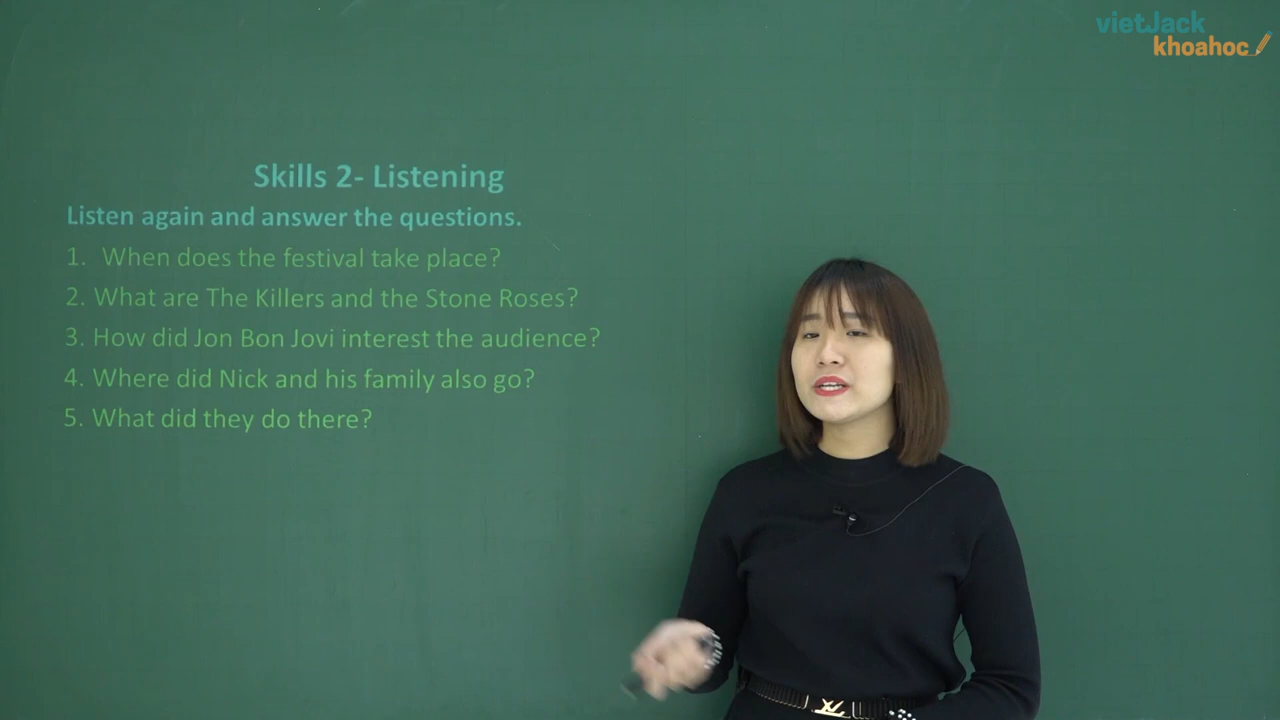 vietJack
khoahoc
Skills 2- Listening
Listen again and answer the questions.
1. When does the festival take place?
2. What are The Killers and the Stone Roses?
3. How did Jon Bon Jovi interest the audience?
4. Where did Nick and his family also go?
5. What did they do there?